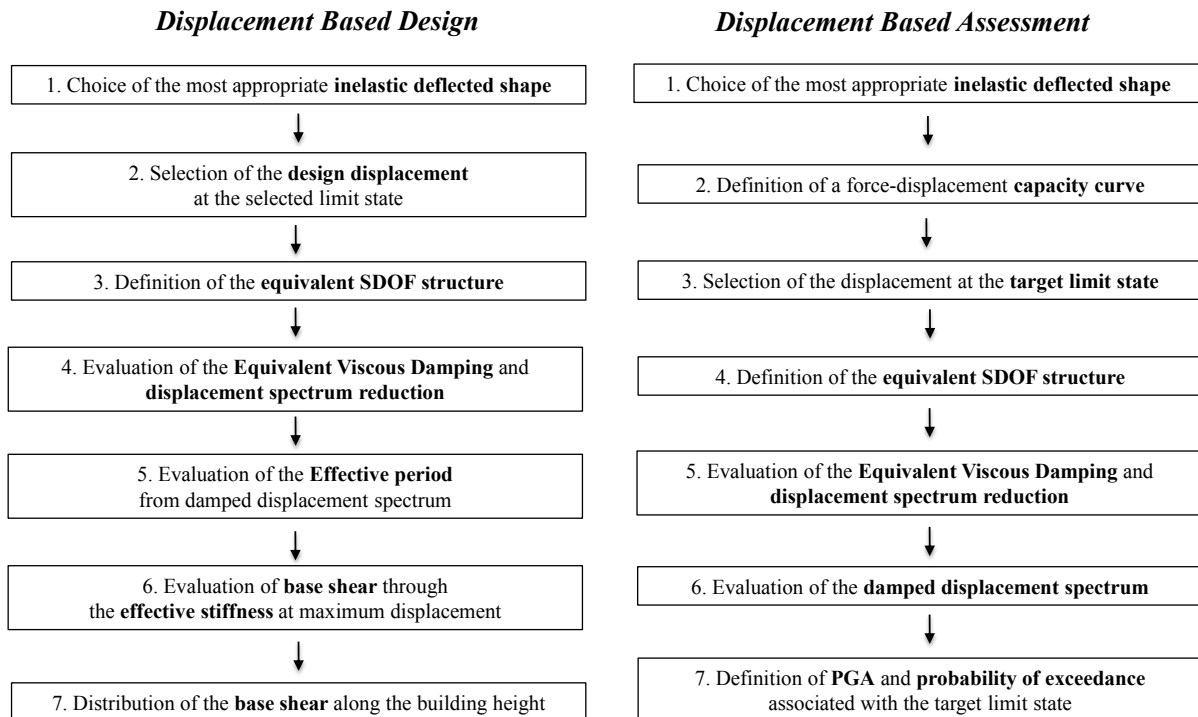 Displacement Based Design
1. Choice of the most appropriate inelastic deflected shape
2. Selection of the design displacement
at the selected limit state
3. Definition of the equivalent SDOF structure
4. Evaluation of the Equivalent Viscous Damping and
displacement spectrum reduction
5. Evaluation of the Effective period
from damped displacement spectrum
6. Evaluation of base shear through
the effective stiffness at maximum displacement
7. Distribution of the base shear along the building height
Displacement Based Assessment
1. Choice of the most appropriate inelastic deflected shape
2. Definition of a force-displacement capacity curve
3. Selection of the displacement at the target limit state
4. Definition of the equivalent SDOF structure
5. Evaluation of the Equivalent Viscous Damping and
displacement spectrum reduction
6. Evaluation of the damped displacement spectrum
7. Definition of PGA and probability of exceedance
associated with the target limit state